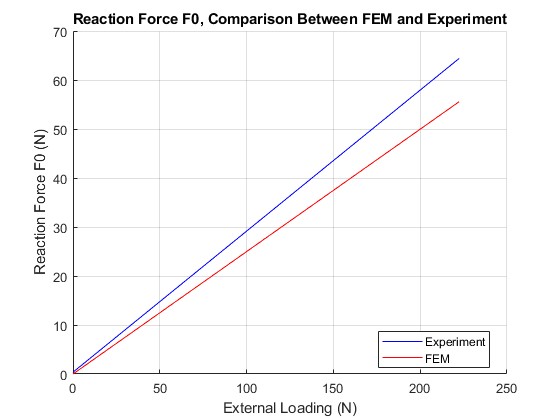 Reaction Force F0, Comparison Between FEM and Experiment
70
60
50
40
30
20
10
0
Reaction Force F0 (N)
Experiment
FEM
0 50 100 150 200 250
External Loading (N)